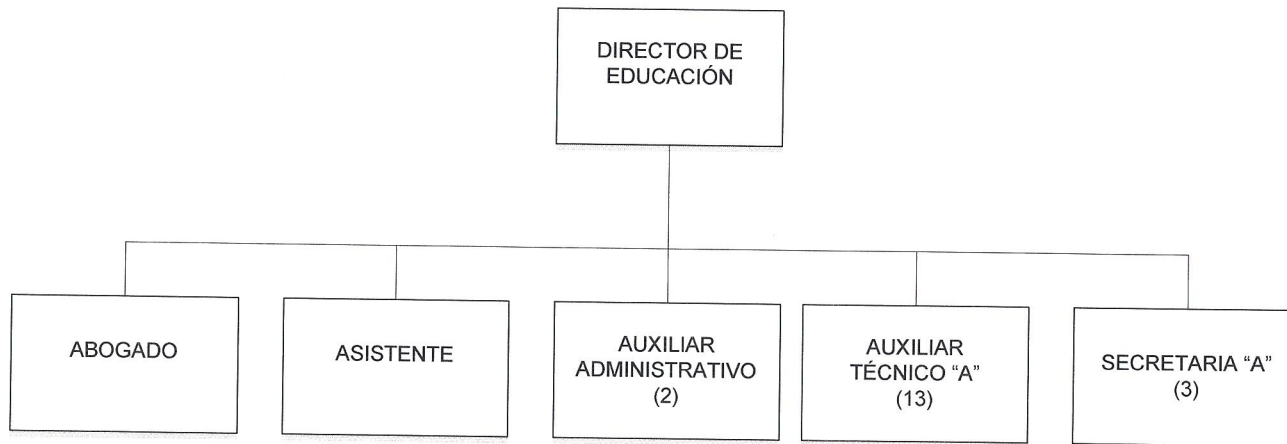 DIRECTOR DE
EDUCACIÓN
ABOGADO
ASISTENTE
AUXILIAR
ADMINISTRATIVO
(2)
AUXILIAR
TÉCNICO “A”
(13)
SECRETARIA “A”
(3)